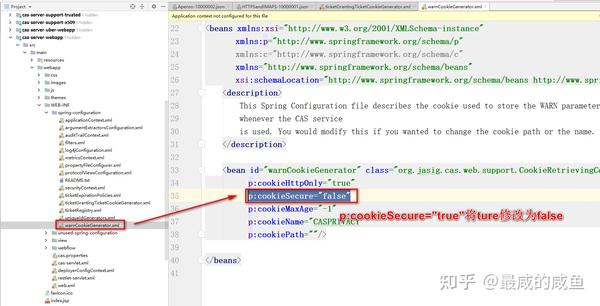 cas-server-support-trusted
cas-server-support-x509
cas-server-uber-webapp
cas-server-webapp
src
main
resources
webapp
css
images
js
themes
WEB-INF
spring-configuration
applicationContext.xml
argumentExtractorsConfiguration.xml
auditTrailContext.xml
filters.xml
log4jConfiguration.xml
metricsContext.xml
propertyFileConfigurer.xml
protocolViewsConfiguration.xml
README.txt
securityContext.xml
ticketExpirationPolicies.xml
ticketGrantingTicketCookieGenerator.xml
ticketRegistry.xml
uniqueIdGenerators.xml
warnCookieGenerator.xml
unused-spring-configuration
view
webflow
cas.properties
cas-servlet.xml
deployerConfigContext.xml
restlet-servlet.xml
web.xml
favicon.ico
index.jsp
Apereo-10000002.json
HTTPSandIMAPS-10000001.json
ticketGrantingTicketCookieGenerator.xml
warnCookieGenerator.xml
Application context not configured for this file
22 <beans xmlns:xsi="http://www.w3.org/2001/XMLSchema-instance"
xmlns:p="http://www.springframework.org/schema/p"
xmlns:c="http://www.springframework.org/schema/c"
xmlns="http://www.springframework.org/schema/beans"
26 xsi:schemaLocation="http://www.springframework.org/schema/beans http://www.spring
27 <description>
28 This Spring Configuration file describes the cookie used to store the WARN parameter
whenever the CAS service
is used. You would modify this if you wanted to change the cookie path or the name.
31 </description>
32
33 <bean id="warnCookieGenerator" class="org.jasig.cas.web.support.CookieRetrievingCo
34 p:cookieHttpOnly="true"
35 p:cookieSecure="false"
36 p:cookieMaxAge="-1"
37 p:cookieName="CASPRIVACY"
38 p:cookiePath=""/>
</beans>
p:cookieSecure="true"将ture修改为false
知乎 @最咸的咸鱼